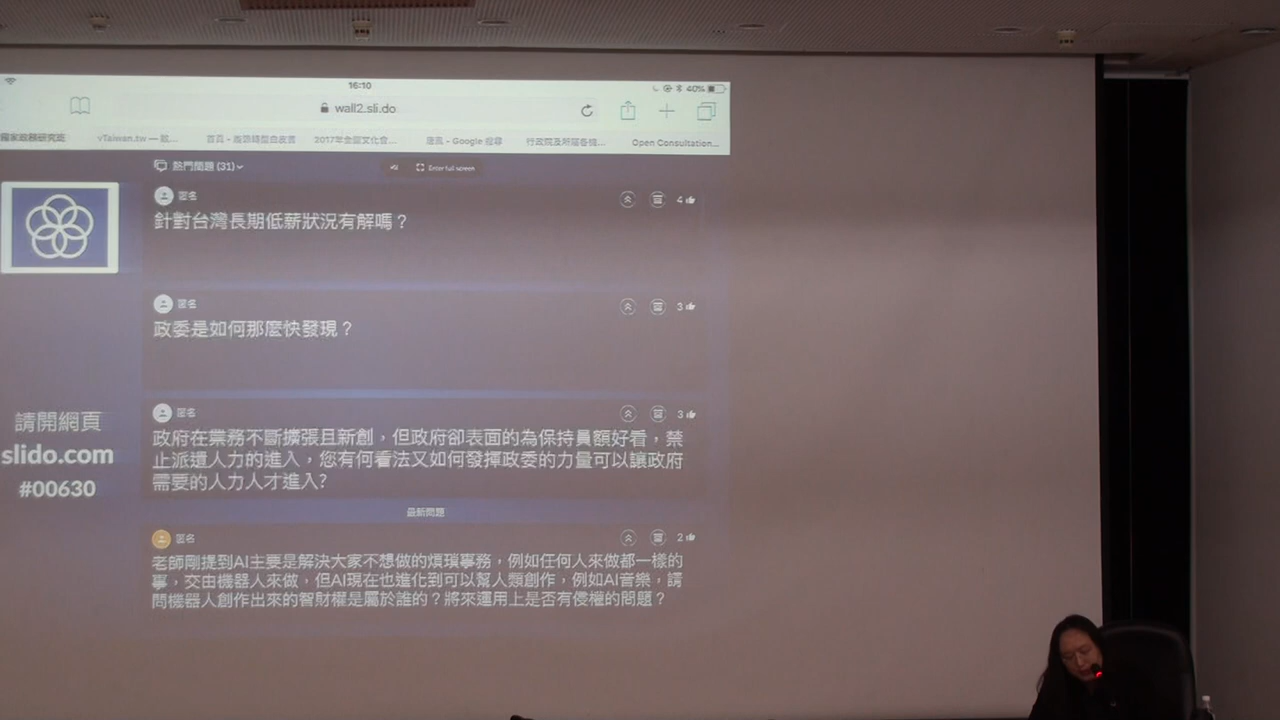 16:10
40%
wall2.sli.do
國家政務研究班
vTaiwan.tw —
2017年全國文化會...
唐鳳 - Google 搜尋
Open Consultation...
熱門問題 (31)
Enter full screen
匿名
4
針對台灣長期低薪狀況有解嗎？
匿名
3
政委是如何那麼快發現？
匿名
3
政府在業務不斷擴張且新創，但政府卻表面的為保持員額好看，禁
止派遣人力的進入，您有何看法又如何發揮政委的力量可以讓政府
需要的人力人才進入?
最新問題
匿名
2
老師剛提到AI主要是解決大家不想做的煩瑣事務，例如任何人來做都一樣的
事，交由機器人來做，但AI現在也進化到可以幫人類創作，例如AI音樂，請
問機器人創作出來的智財權是屬於誰的？將來運用上是否有侵權的問題？
請開網頁
slido.com
#00630